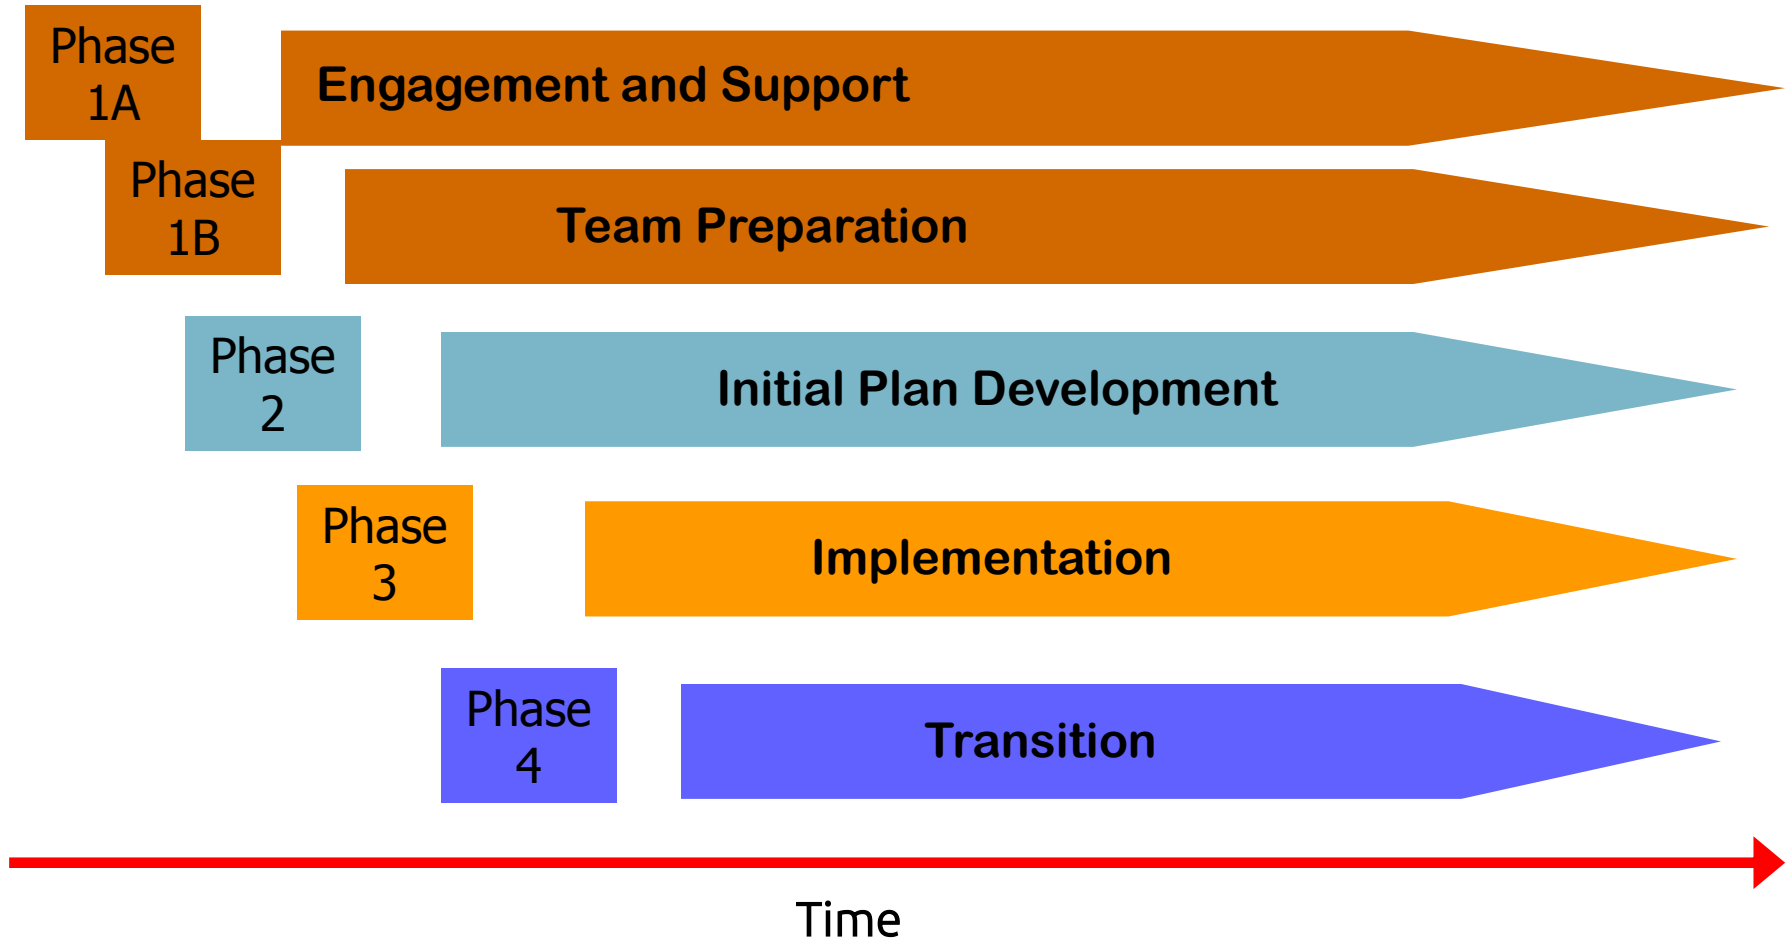 Phase
1A
Engagement and Support
Phase
1B
Team Preparation
Phase
2
Initial Plan Development
Phase
3
Implementation
Phase
4
Transition
Time